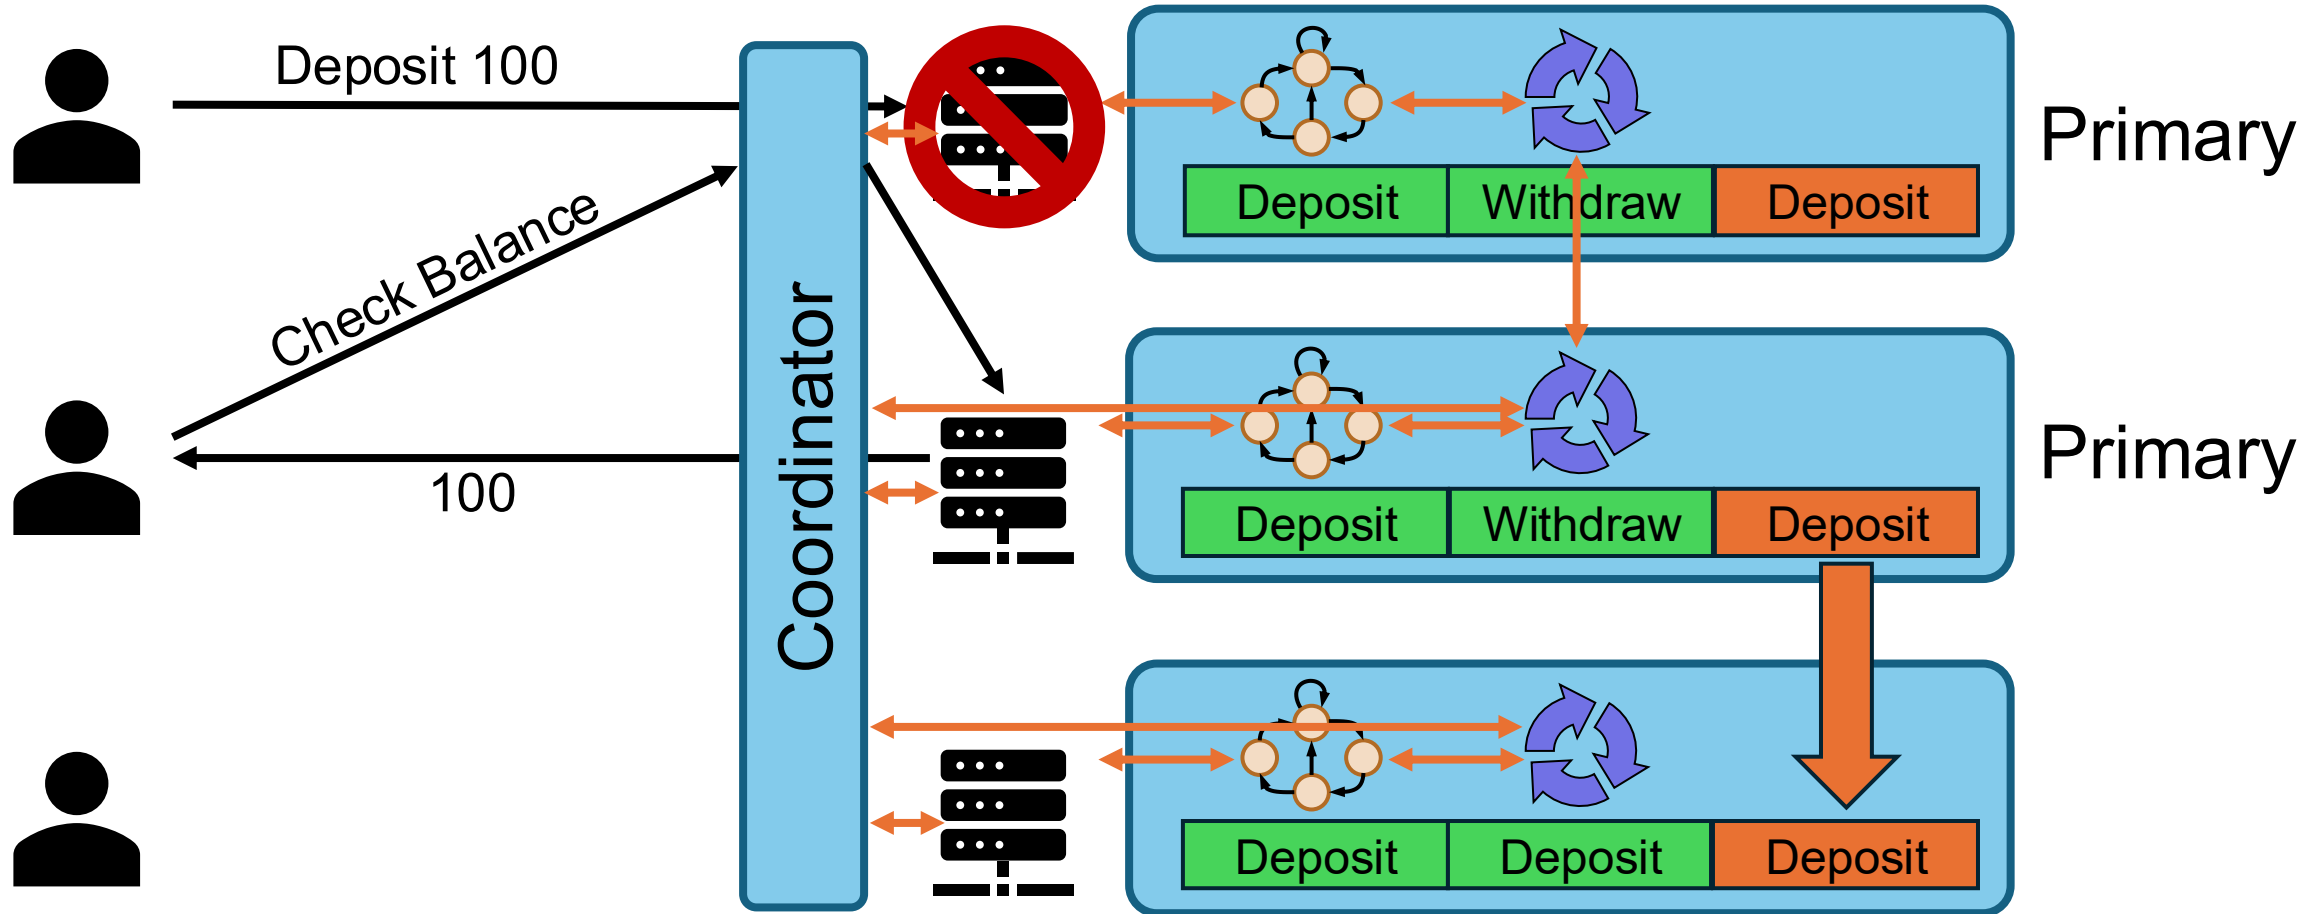 Deposit 100
Primary
Deposit Withdraw Deposit
Check Balance
Coordinator
Primary
100
Deposit Withdraw Deposit
Deposit Deposit Deposit